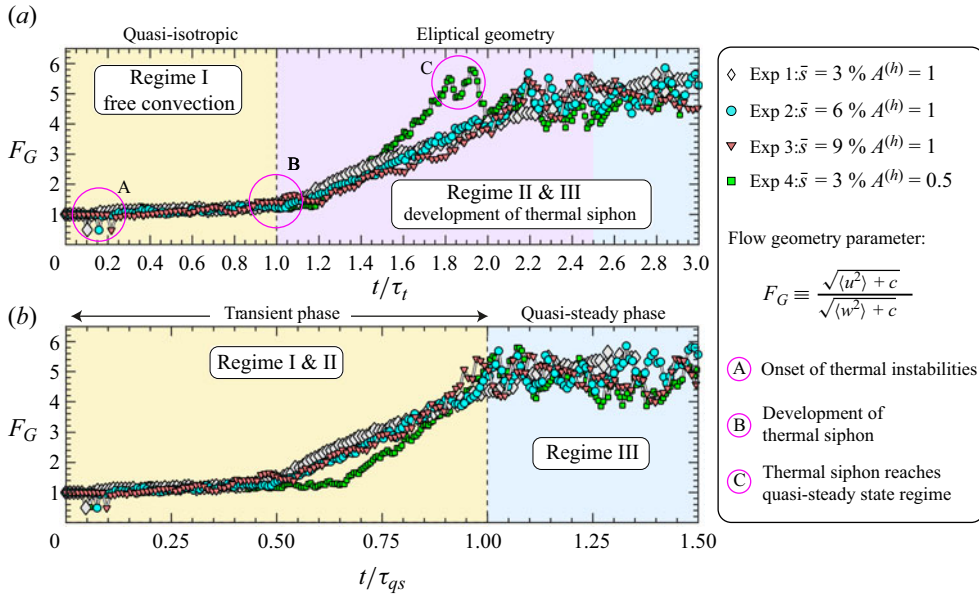 (a)
Quasi-isotropic
Eliptical geometry
6
5
4
3
2
1
F_G
Regime I
free convection
A
B
C
Regime II & III
development of thermal siphon
0 0.2 0.4 0.6 0.8 1.0 1.2 1.4 1.6 1.8 2.0 2.2 2.4 2.6 2.8 3.0
t/τ_t
(b)
Transient phase
Quasi-steady phase
6
5
4
3
2
1
F_G
Regime I & II
Regime III
0 0.25 0.50 0.75 1.00 1.25 1.50
t/τ_qs
Exp 1:s̄ = 3 % A^(h) = 1
Exp 2:s̄ = 6 % A^(h) = 1
Exp 3:s̄ = 9 % A^(h) = 1
Exp 4:s̄ = 3 % A^(h) = 0.5
Flow geometry parameter:
F_G ≡ √(⟨u²⟩ + c) / √(⟨w²⟩ + c)
A Onset of thermal instabilities
B Development of
thermal siphon
C Thermal siphon reaches
quasi-steady state regime